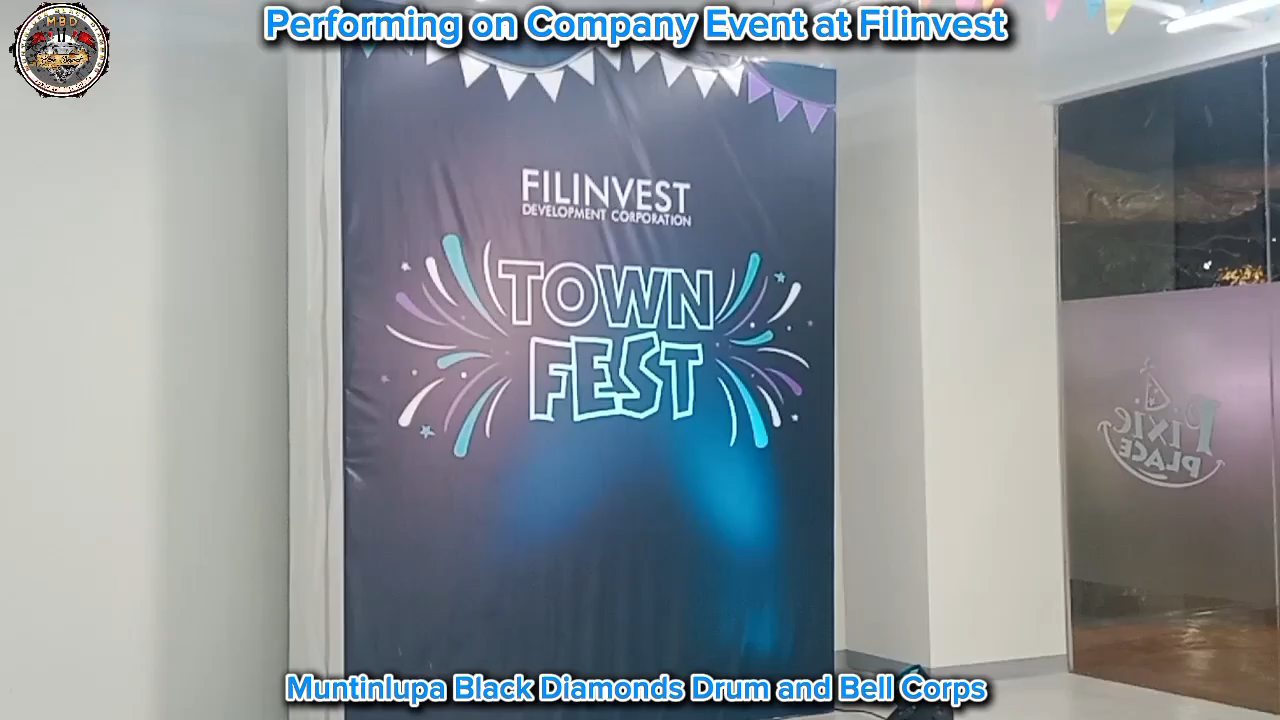 Performing on Company Event at Filinvest
MBD
FILINVEST
DEVELOPMENT CORPORATION
TOWN
FEST
Pixie
PLACE
Muntinlupa Black Diamonds Drum and Bell Corps